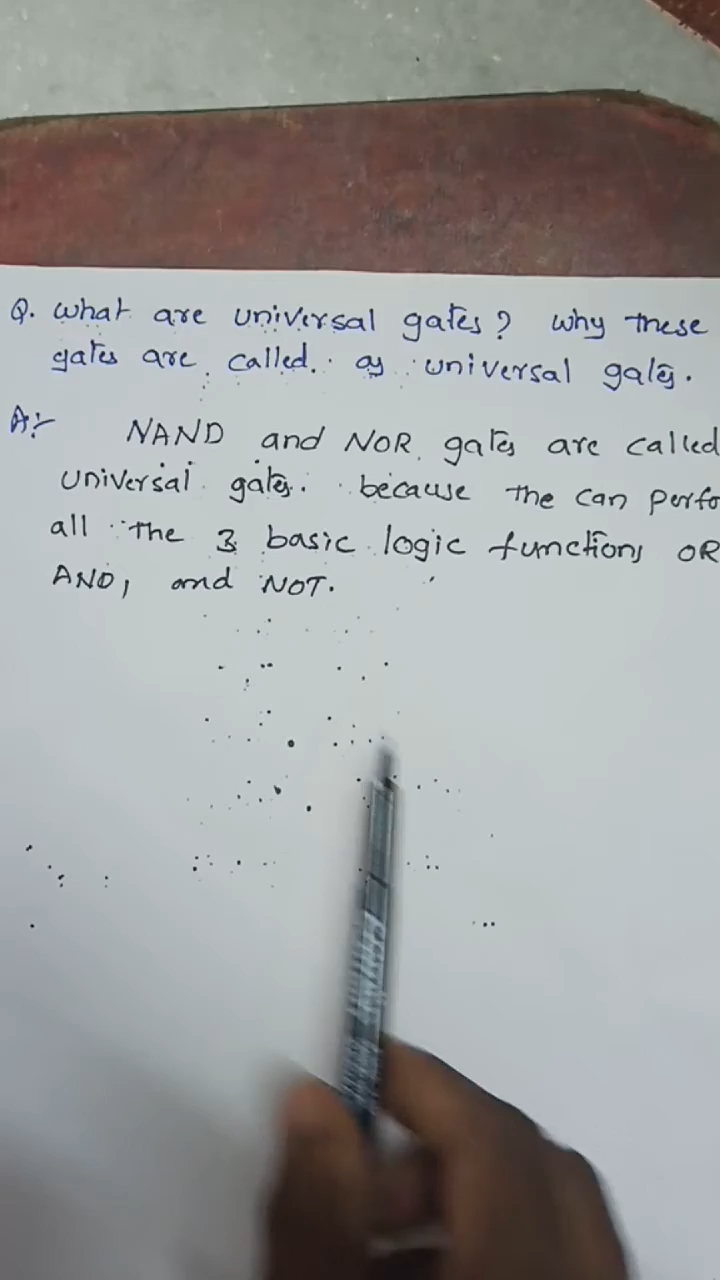 Q. What are universal gates? Why these
gates are called. as universal gates.
A:- NAND and NOR gates are called
universal gates. because the can perfo
all the 3 basic logic functions OR
AND, and NOT.